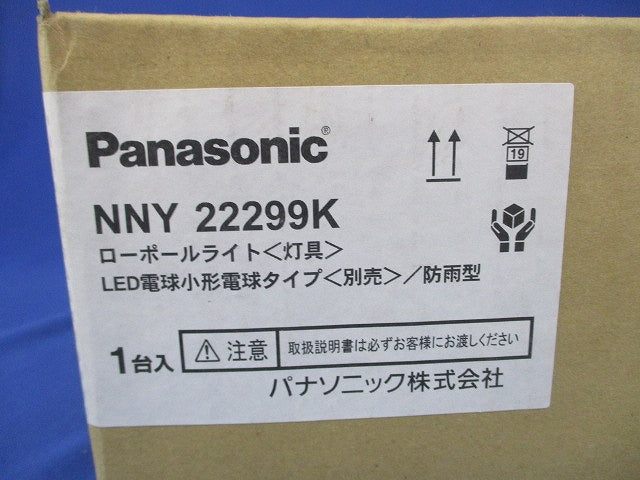 Panasonic®
19
NNY 22299K
ローポールライト＜灯具＞
LED電球小形電球タイプ＜別売＞／防雨型
1台入
注意
取扱説明書は必ずお客様にお渡しください
パナソニック株式会社